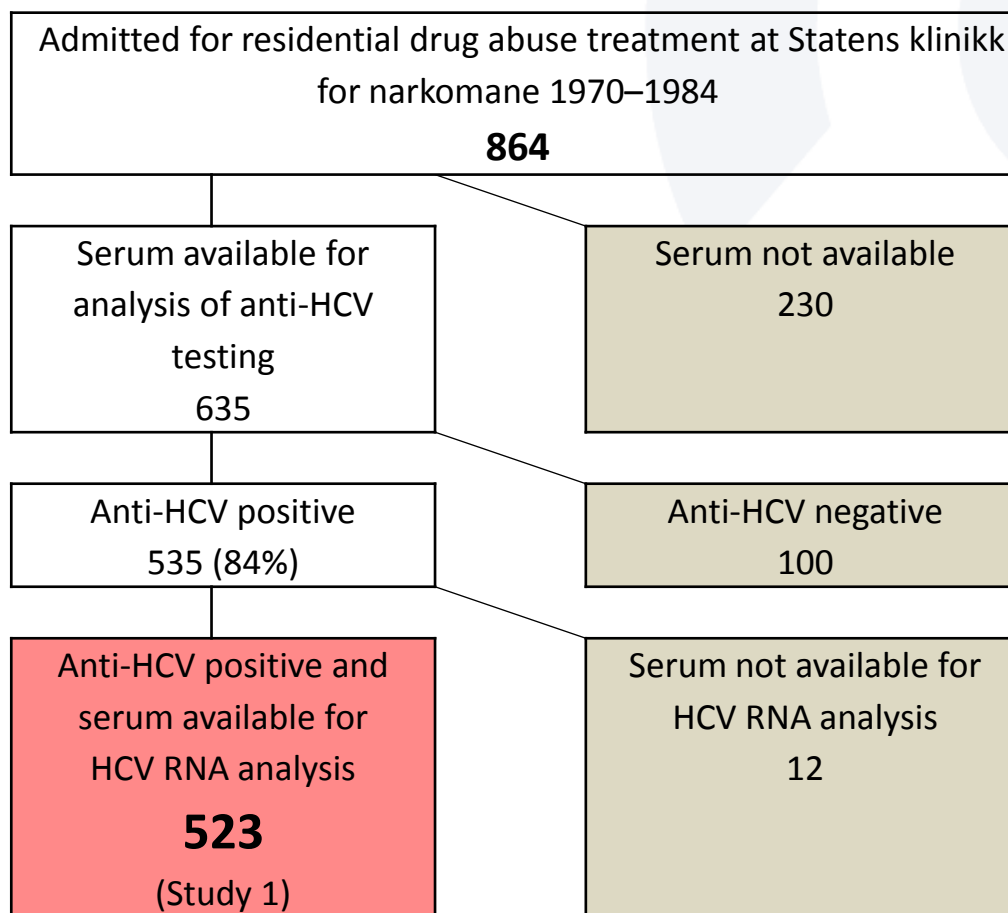 Admitted for residential drug abuse treatment at Statens klinikk
for narkomane 1970–1984
864
Serum available for
analysis of anti-HCV
testing
635
Serum not available
230
Anti-HCV positive
535 (84%)
Anti-HCV negative
100
Anti-HCV positive and
serum available for
HCV RNA analysis
523
(Study 1)
Serum not available for
HCV RNA analysis
12